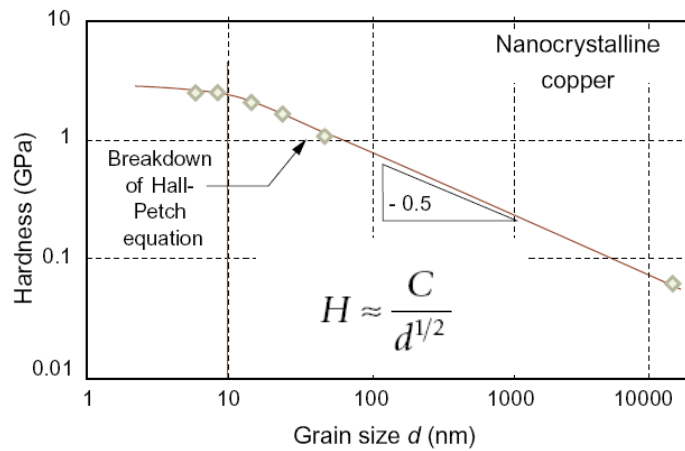 10
1
0.1
0.01
Hardness (GPa)
Nanocrystalline
copper
Breakdown
of Hall-
Petch
equation
- 0.5
H ≈ C / d^{1/2}
1
10
100
1000
10000
Grain size d (nm)